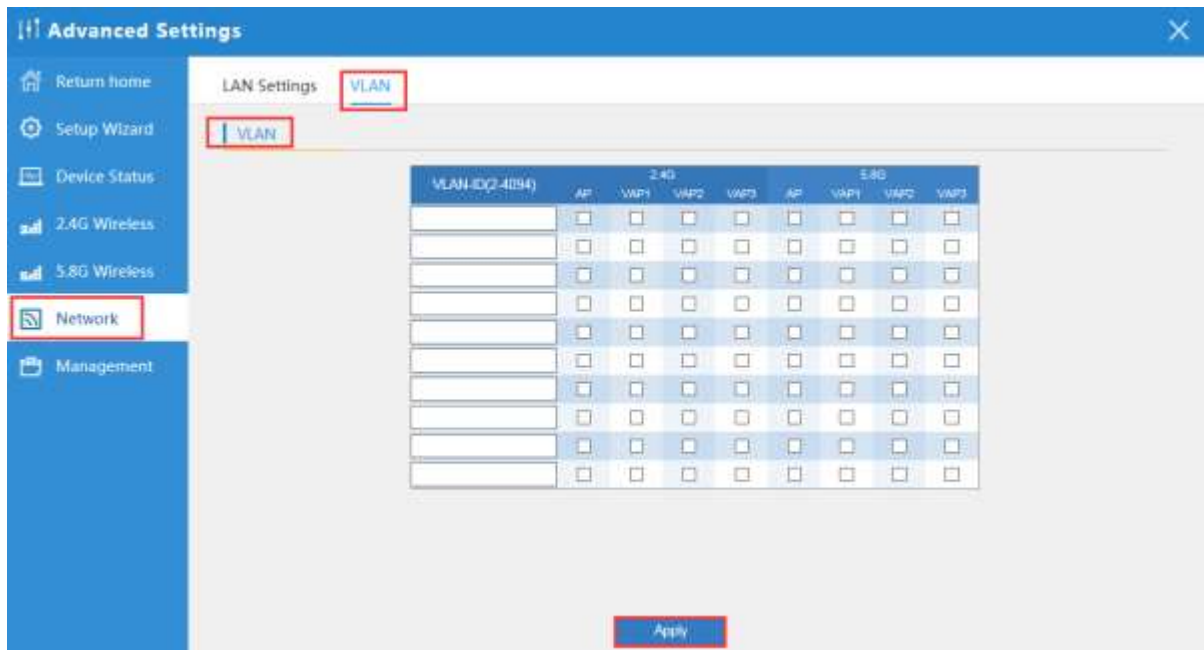 Advanced Settings
Return home
Setup Wizard
Device Status
2.4G Wireless
5.8G Wireless
Network
Management
LAN Settings VLAN
VLAN
VLAN-ID(2-4094) 2.4G 5.8G
AP VAP1 VAP2 VAP3 AP VAP1 VAP2 VAP3
Apply